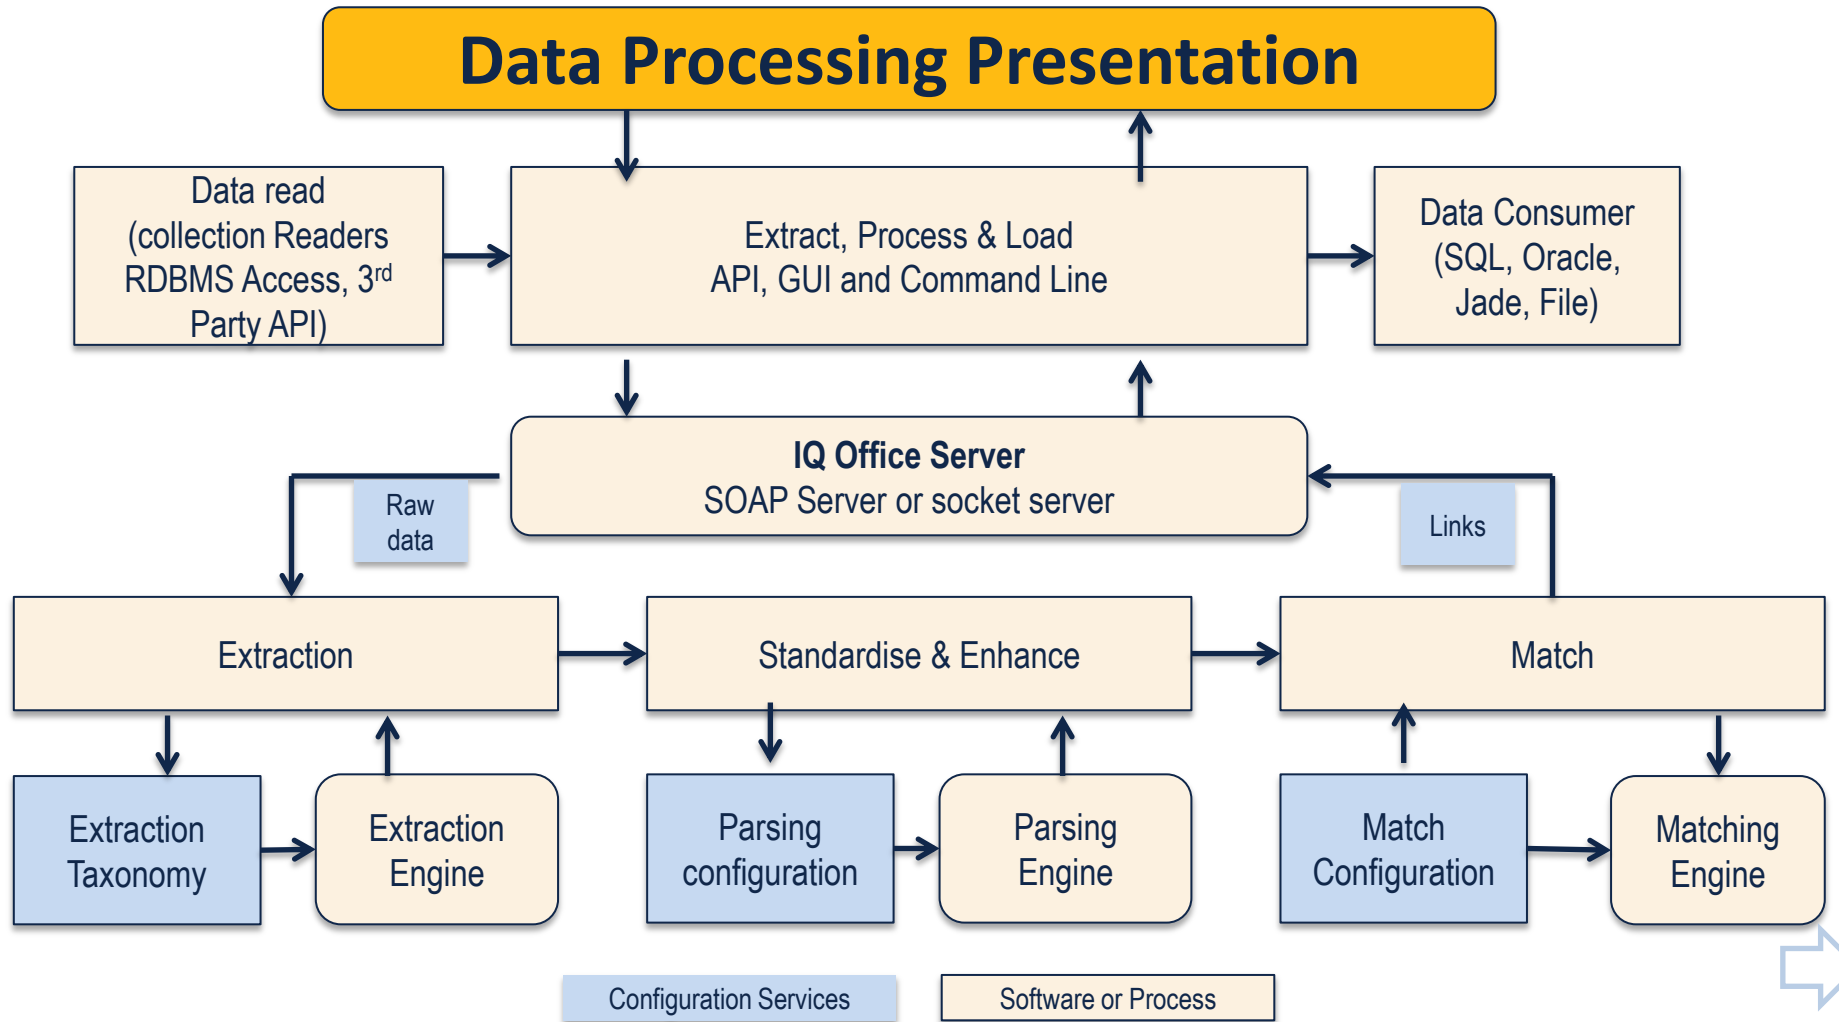 Data Processing Presentation
Data read
(collection Readers
RDBMS Access, 3rd
Party API)
Extract, Process & Load
API, GUI and Command Line
Data Consumer
(SQL, Oracle,
Jade, File)
IQ Office Server
SOAP Server or socket server
Raw
data
Links
Extraction
Standardise & Enhance
Match
Extraction
Taxonomy
Extraction
Engine
Parsing
configuration
Parsing
Engine
Match
Configuration
Matching
Engine
Configuration Services
Software or Process